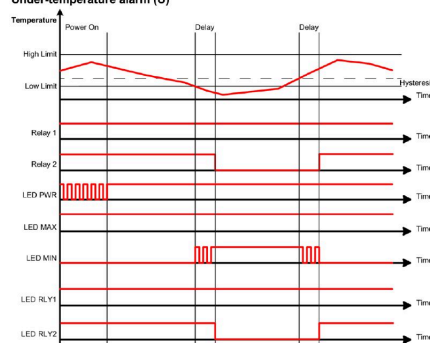 Under-temperature alarm (U)
Temperature
Power On
Delay
Delay
High Limit
Low Limit
Hysteresi
Time
Relay 1
Time
Relay 2
Time
LED PWR
Time
LED MAX
Time
LED MIN
Time
LED RLY1
Time
LED RLY2
Time